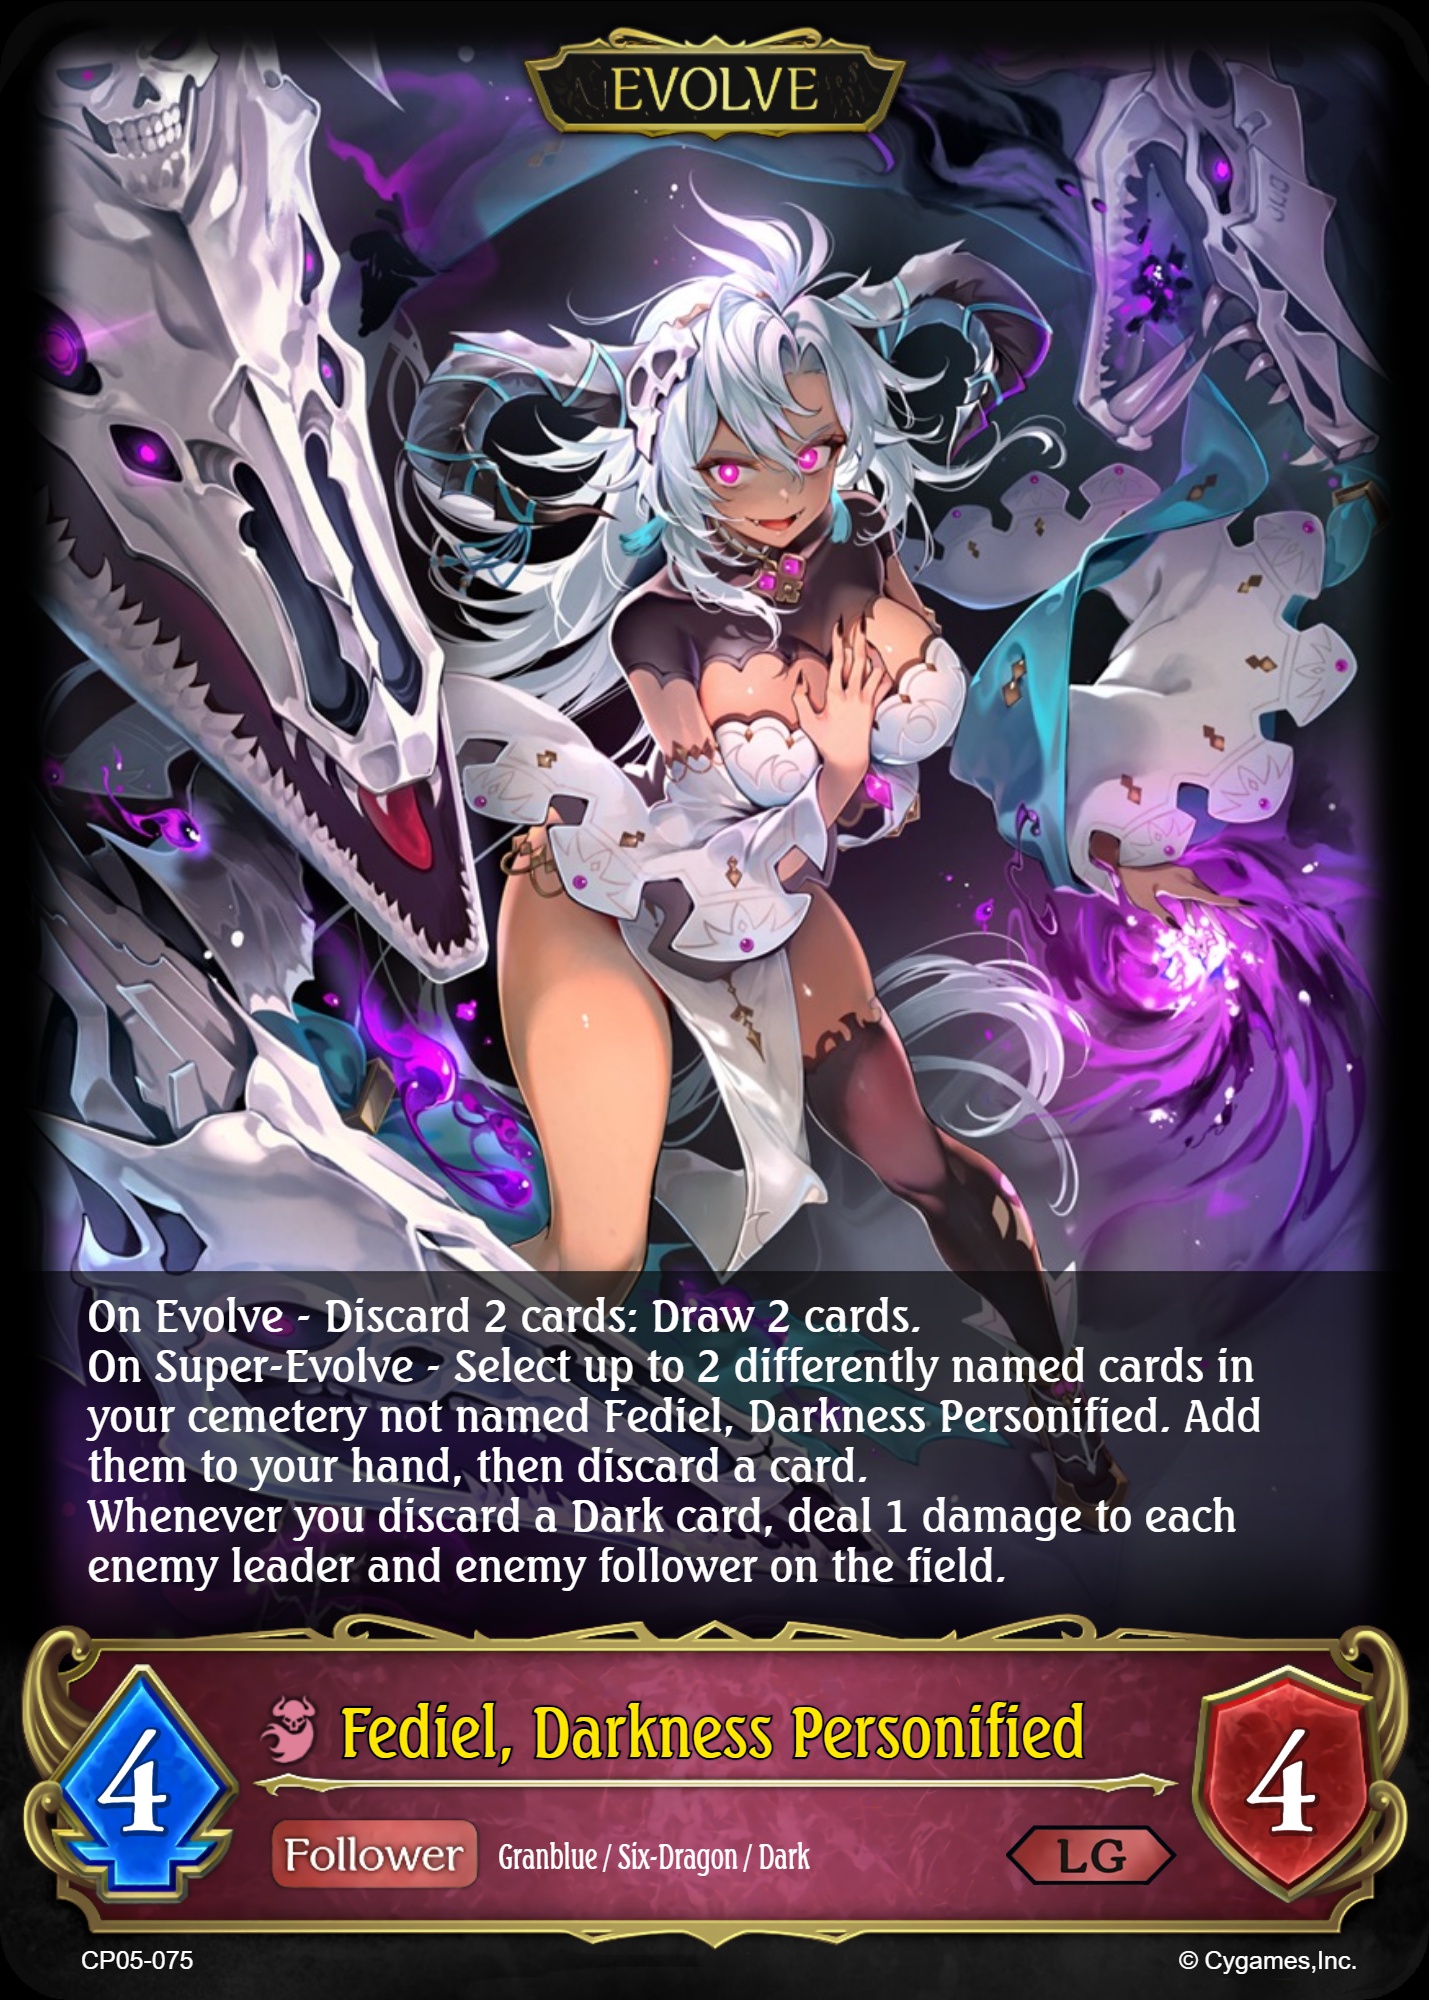 EVOLVE
On Evolve - Discard 2 cards: Draw 2 cards.
On Super-Evolve - Select up to 2 differently named cards in
your cemetery not named Fediel, Darkness Personified. Add
them to your hand, then discard a card.
Whenever you discard a Dark card, deal 1 damage to each
enemy leader and enemy follower on the field.
4
Fediel, Darkness Personified
4
Follower
Granblue / Six-Dragon / Dark
LG
CP05-075
© Cygames,Inc.